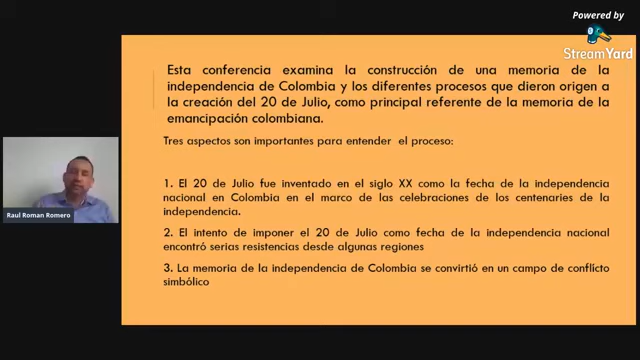 Powered by
StreamYard
Esta conferencia examina la construcción de una memoria de la
independencia de Colombia y los diferentes procesos que dieron origen a
la creación del 20 de Julio, como principal referente de la memoria de la
emancipación colombiana.
Tres aspectos son importantes para entender el proceso:
1. El 20 de Julio fue inventado en el siglo XX como la fecha de la independencia
nacional en Colombia en el marco de las celebraciones de los centenaries de la
independencia.
2. El intento de imponer el 20 de Julio como fecha de la independencia nacional
encontró serias resistencias desde algunas regiones
3. La memoria de la independencia de Colombia se convirtió en un campo de conflicto
simbólico
Raul Roman Romero